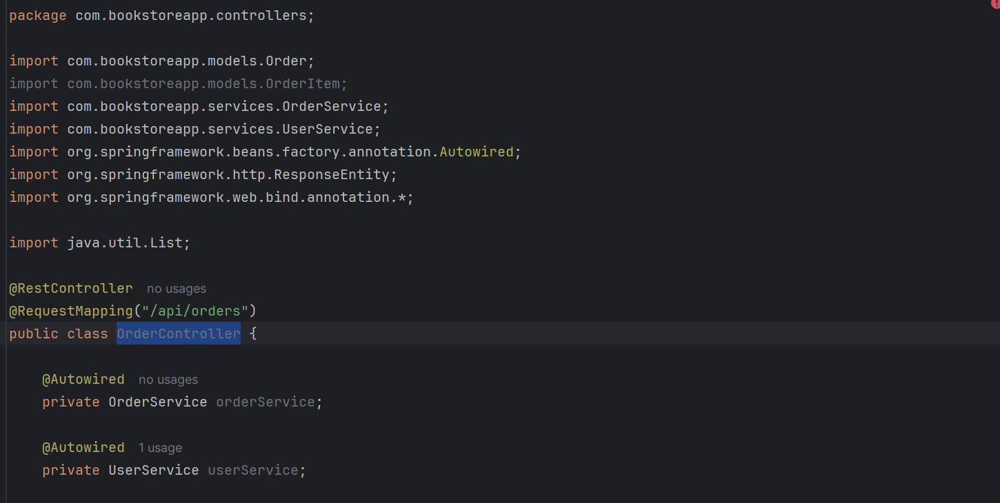 package com.bookstoreapp.controllers;
import com.bookstoreapp.models.Order;
import com.bookstoreapp.models.OrderItem;
import com.bookstoreapp.services.OrderService;
import com.bookstoreapp.services.UserService;
import org.springframework.beans.factory.annotation.Autowired;
import org.springframework.http.ResponseEntity;
import org.springframework.web.bind.annotation.*;
import java.util.List;
@RestController no usages
@RequestMapping("/api/orders")
public class OrderController {
@Autowired no usages
private OrderService orderService;
@Autowired 1 usage
private UserService userService;